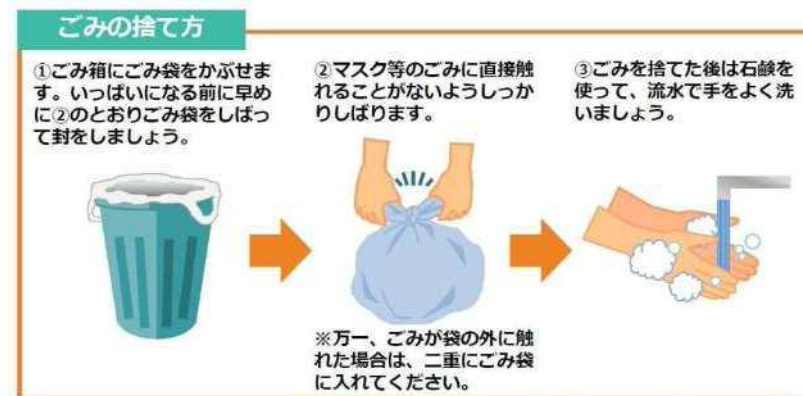 ごみの捨て方
①ごみ箱にごみ袋をかぶせま
す。いっぱいになる前に早め
に②のとおりごみ袋をしばっ
て封をしましょう。
②マスク等のごみに直接触
れることがないようしっか
りしばります。
※万一、ごみが袋の外に触
れた場合は、二重にごみ袋
に入れてください。
③ごみを捨てた後は石鹸を
使って、流水で手をよく洗
いましょう。